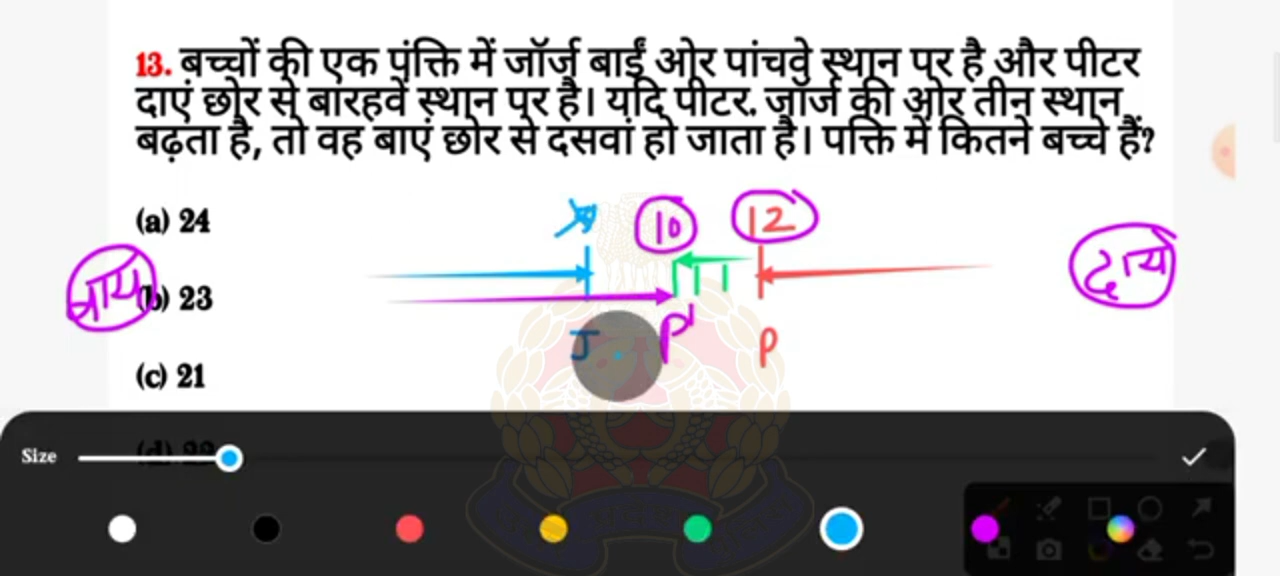 13. बच्चों की एक पंक्ति में जॉर्ज बाईं ओर पांचवे स्थान पर है और पीटर
दाएं छोर से बारहवें स्थान पर है। यदि पीटर. जॉर्ज की ओर तीन स्थान
बढ़ता है, तो वह बाएं छोर से दसवां हो जाता है। पक्ति में कितने बच्चे हैं?
(a) 24
10 12
बाये
दाये
(b) 23
J P' P
(c) 21
(d) 22
Size